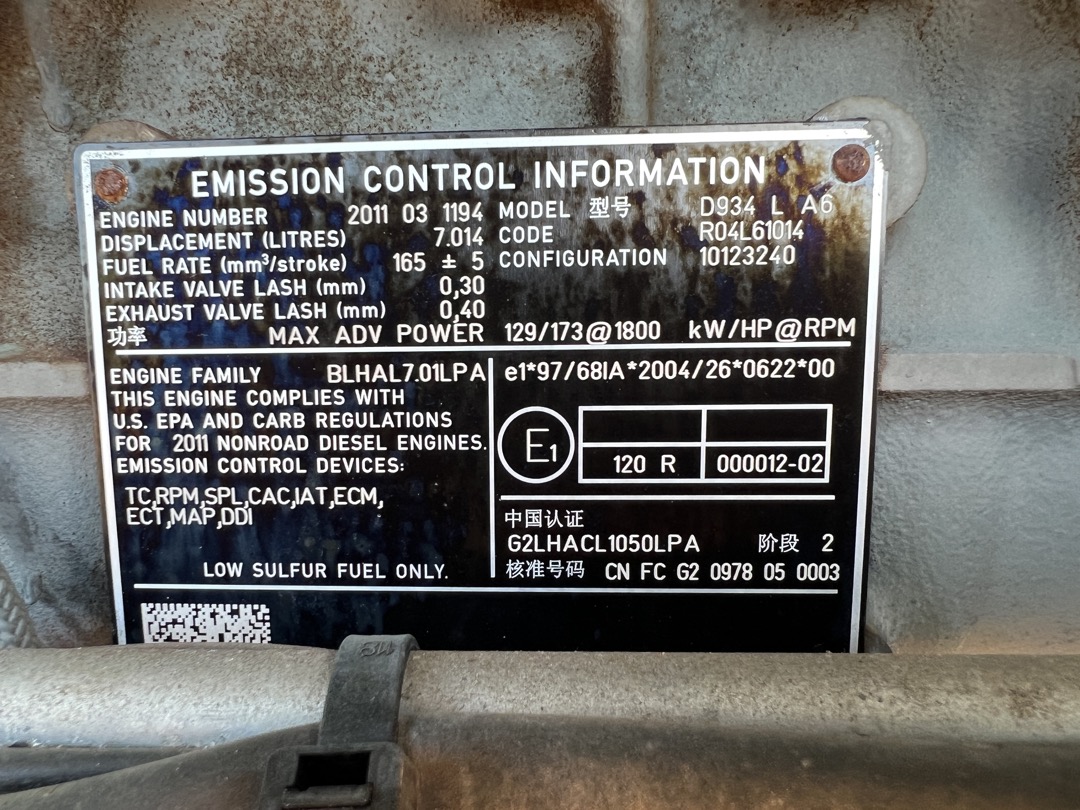 EMISSION CONTROL INFORMATION
ENGINE NUMBER 2011 03 1194 MODEL 型号 D934 L A6
DISPLACEMENT (LITRES) 7.014 CODE R04L61014
FUEL RATE (mm³/stroke) 165 ± 5 CONFIGURATION 10123240
INTAKE VALVE LASH (mm) 0,30
EXHAUST VALVE LASH (mm) 0,40
功率 MAX ADV POWER 129/173@1800 kW/HP@RPM
ENGINE FAMILY BLHAL7.01LPA
THIS ENGINE COMPLIES WITH
U.S. EPA AND CARB REGULATIONS
FOR 2011 NONROAD DIESEL ENGINES.
EMISSION CONTROL DEVICES:
TC,RPM,SPL,CAC,IAT,ECM,
ECT,MAP,DDI
LOW SULFUR FUEL ONLY.
e1*97/68IA*2004/26*0622*00
E1
120 R 000012-02
中国认证
G2LHACL1050LPA 阶段 2
核准号码 CN FC G2 0978 05 0003